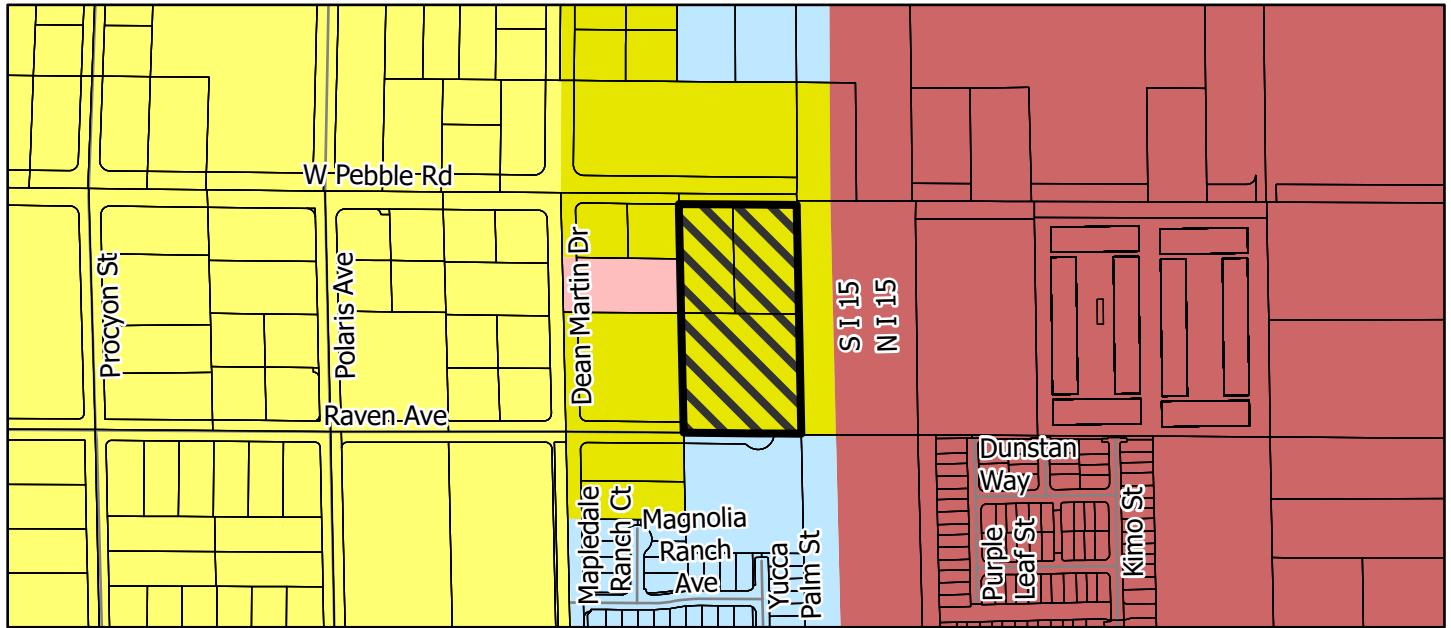 W Pebble Rd
Procyon St
Polaris Ave
Dean Martin Dr
S I 15
N I 15
Raven Ave
Mapledale
Ranch Ct
Magnolia
Ranch
Ave
Yucca
Palm St
Dunstan
Way
Purple
Leaf St
Kimo St